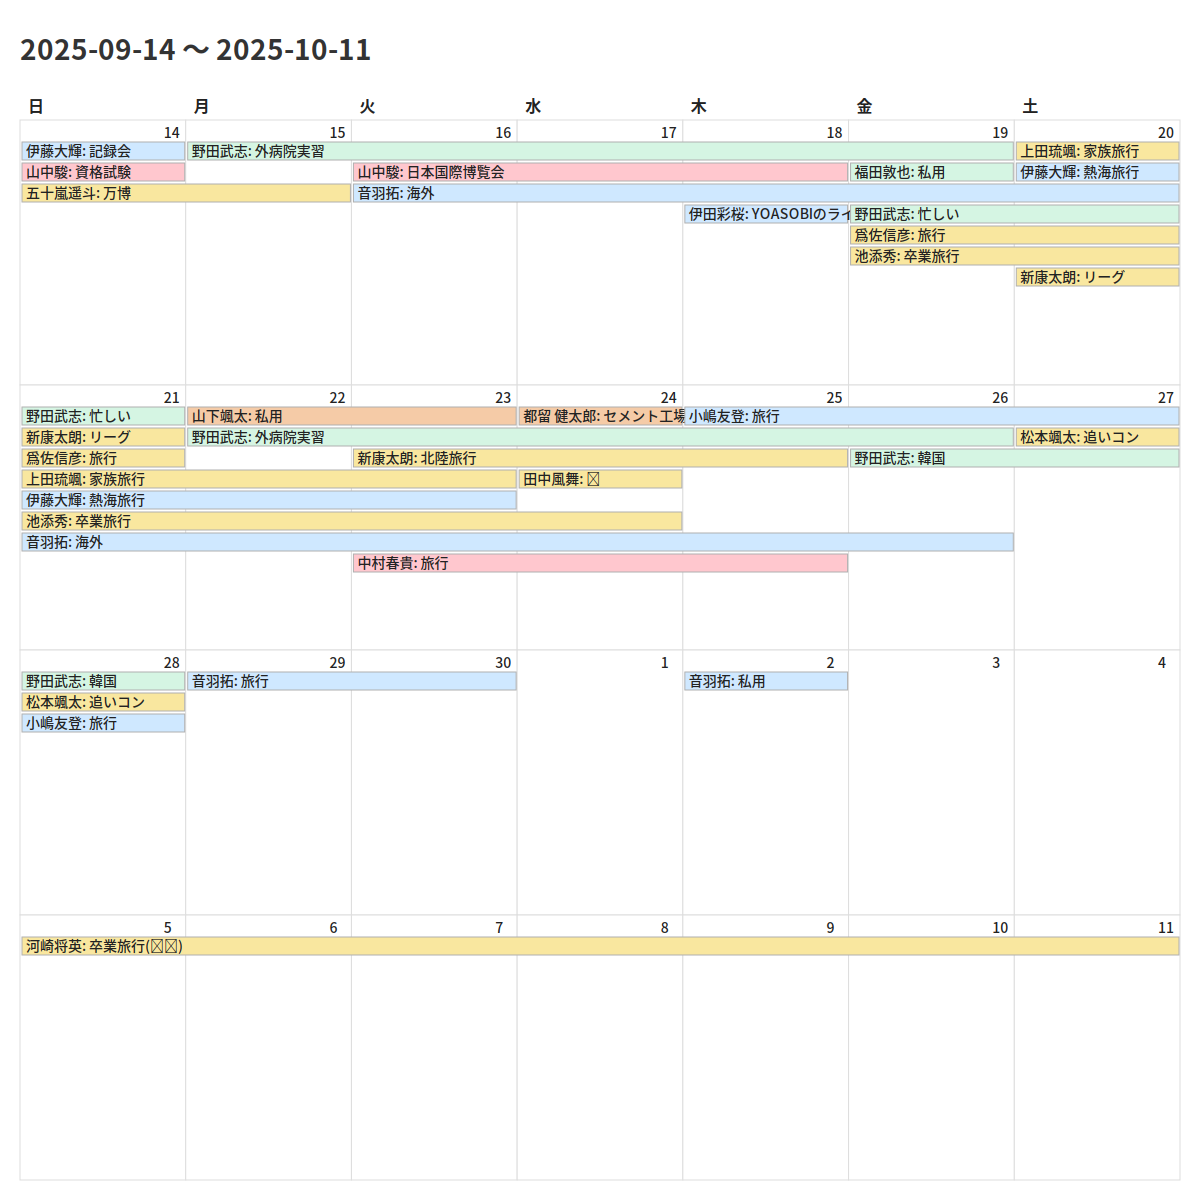 2025-09-14 〜 2025-10-11
日 月 火 水 木 金 土
14 15 16 17 18 19 20
伊藤大輝: 記録会 野田武志: 外病院実習 上田琉颯: 家族旅行
山中駿: 資格試験 山中駿: 日本国際博覧会 福田敦也: 私用 伊藤大輝: 熱海旅行
五十嵐遥斗: 万博 音羽拓: 海外
伊田彩桜: YOASOBIのライ 野田武志: 忙しい
爲佐信彦: 旅行
池添秀: 卒業旅行
新康太朗: リーグ
21 22 23 24 25 26 27
野田武志: 忙しい 山下颯太: 私用 都留 健太郎: セメント工場 小嶋友登: 旅行
新康太朗: リーグ 野田武志: 外病院実習 松本颯太: 追いコン
爲佐信彦: 旅行 新康太朗: 北陸旅行 野田武志: 韓国
上田琉颯: 家族旅行 田中風舞:
伊藤大輝: 熱海旅行
池添秀: 卒業旅行
音羽拓: 海外
中村春貴: 旅行
28 29 30 1 2 3 4
野田武志: 韓国 音羽拓: 旅行 音羽拓: 私用
松本颯太: 追いコン
小嶋友登: 旅行
5 6 7 8 9 10 11
河崎将英: 卒業旅行()